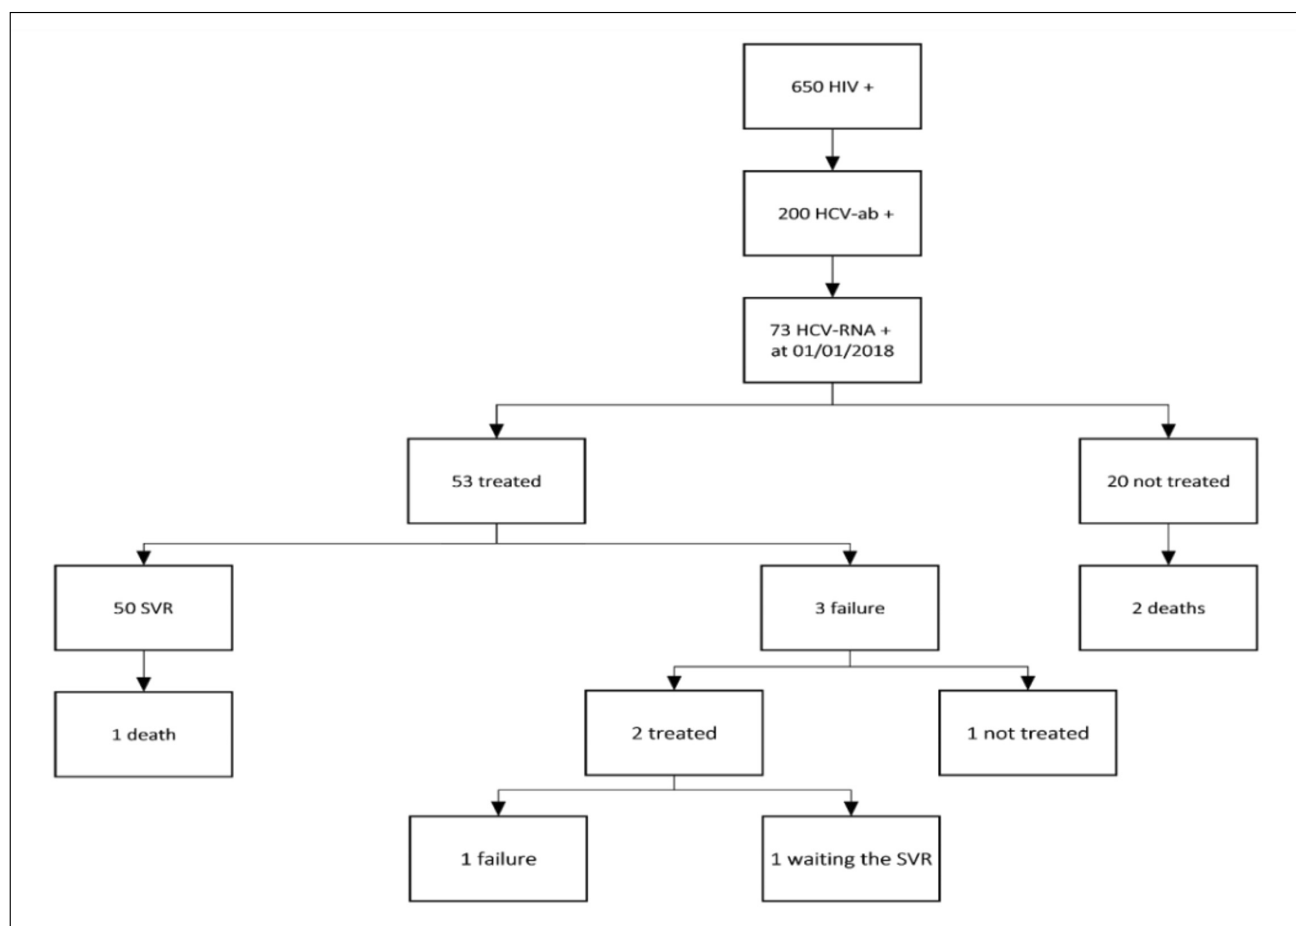 650 HIV +
200 HCV-ab +
73 HCV-RNA +
at 01/01/2018
53 treated
20 not treated
50 SVR
3 failure
2 deaths
1 death
2 treated
1 not treated
1 failure
1 waiting the SVR